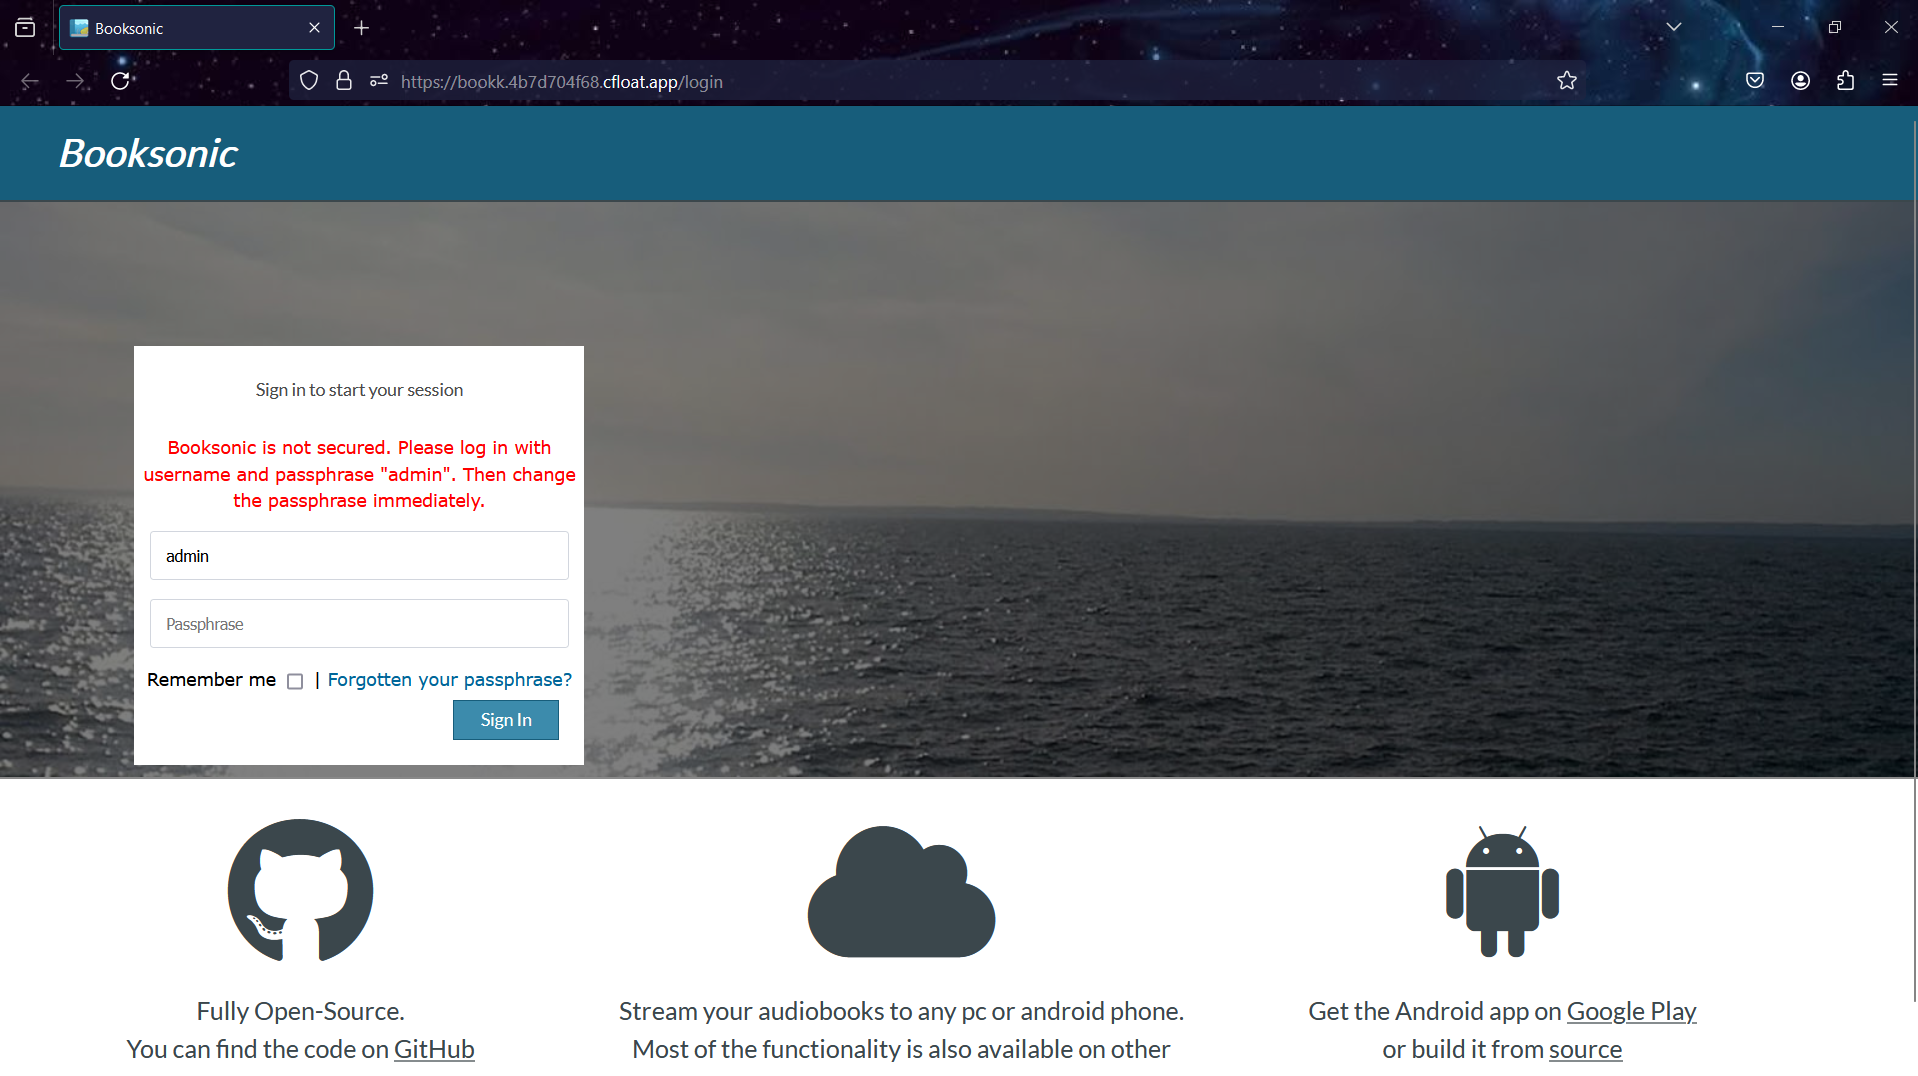 Booksonic
https://bookk.4b7d704f68.cfloat.app/login
Booksonic
Sign in to start your session
Booksonic is not secured. Please log in with
username and passphrase "admin". Then change
the passphrase immediately.
admin
Passphrase
Remember me | Forgotten your passphrase?
Sign In
Fully Open-Source.
You can find the code on GitHub
Stream your audiobooks to any pc or android phone.
Most of the functionality is also available on other
Get the Android app on Google Play
or build it from source